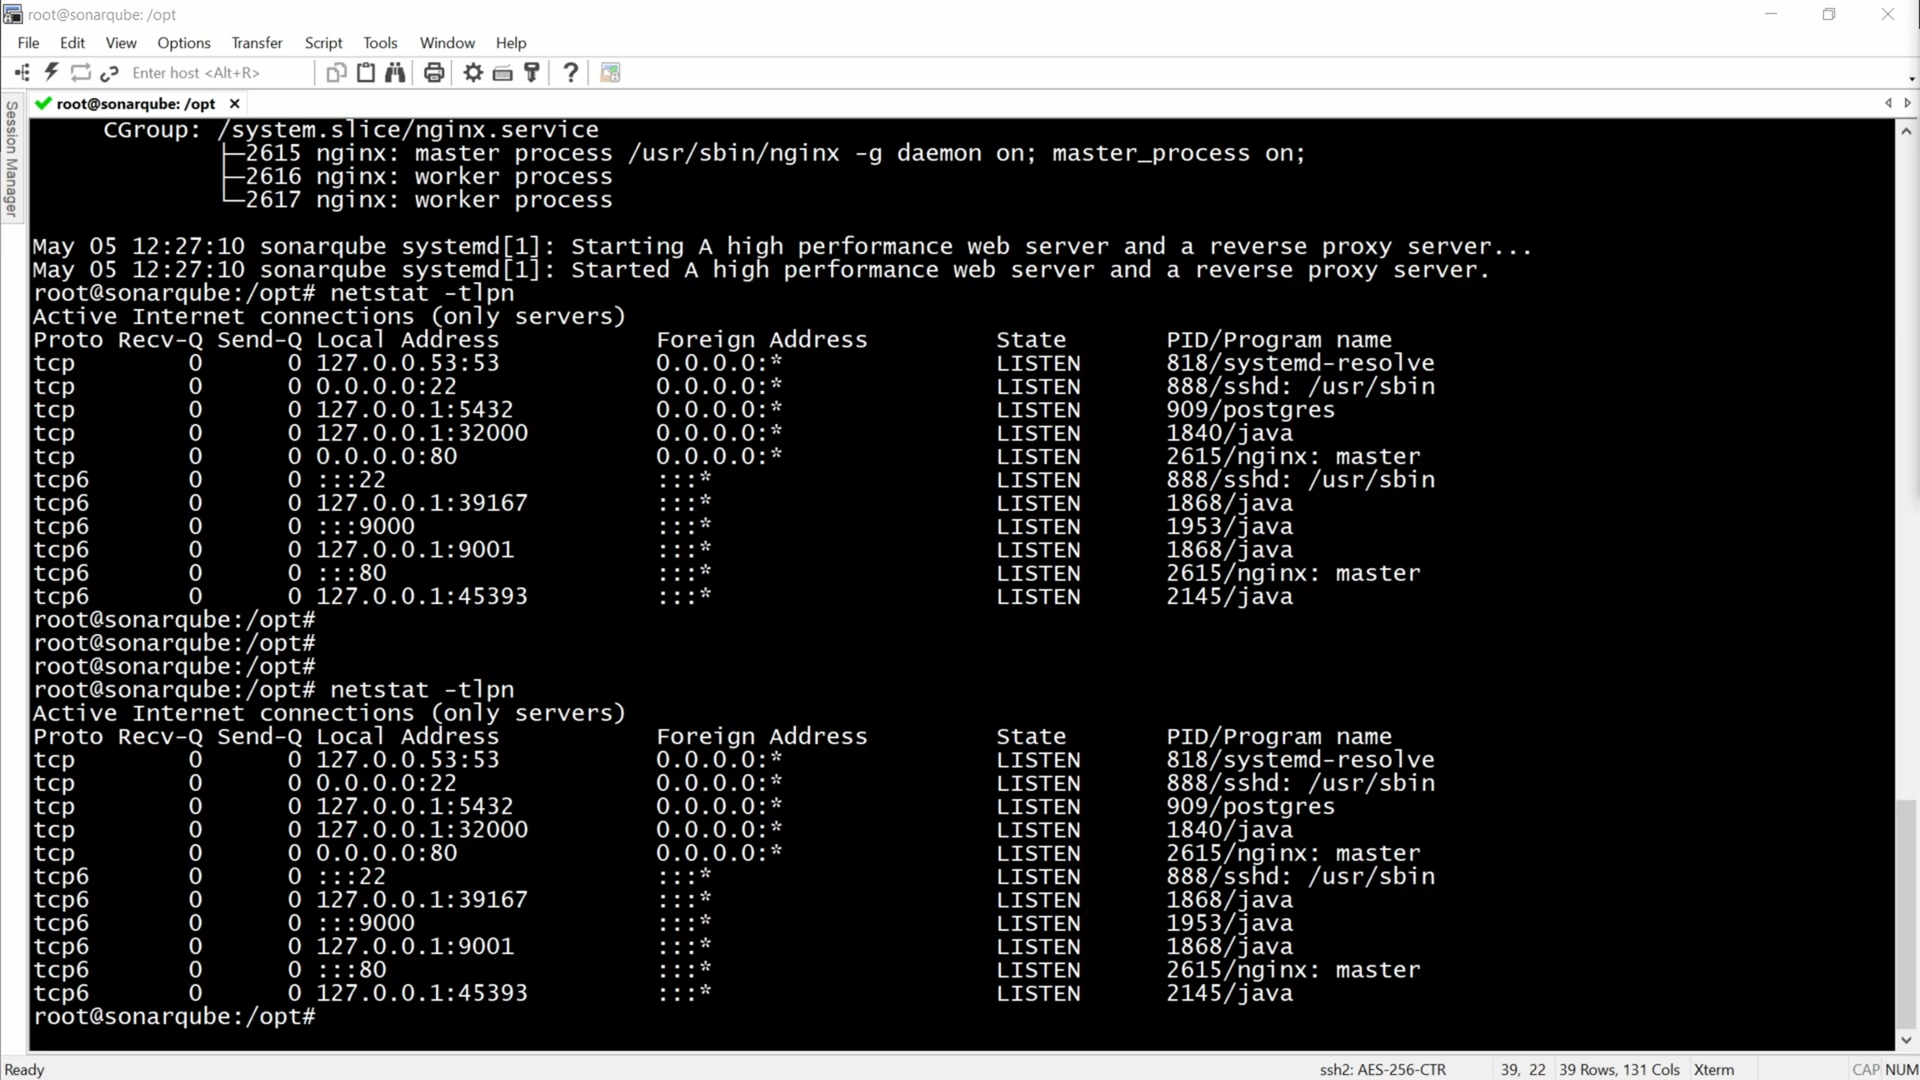 root@sonarqube: /opt
File Edit View Options Transfer Script Tools Window Help
Enter host <Alt+R>
root@sonarqube: /opt
Session Manager
CGroup: /system.slice/nginx.service
├─2615 nginx: master process /usr/sbin/nginx -g daemon on; master_process on;
├─2616 nginx: worker process
└─2617 nginx: worker process
May 05 12:27:10 sonarqube systemd[1]: Starting A high performance web server and a reverse proxy server...
May 05 12:27:10 sonarqube systemd[1]: Started A high performance web server and a reverse proxy server.
root@sonarqube:/opt# netstat -tlpn
Active Internet connections (only servers)
Proto Recv-Q Send-Q Local Address Foreign Address State PID/Program name
tcp 0 0 127.0.0.53:53 0.0.0.0:* LISTEN 818/systemd-resolve
tcp 0 0 0.0.0.0:22 0.0.0.0:* LISTEN 888/sshd: /usr/sbin
tcp 0 0 127.0.0.1:5432 0.0.0.0:* LISTEN 909/postgres
tcp 0 0 127.0.0.1:32000 0.0.0.0:* LISTEN 1840/java
tcp 0 0 0.0.0.0:80 0.0.0.0:* LISTEN 2615/nginx: master
tcp6 0 0 :::22 :::* LISTEN 888/sshd: /usr/sbin
tcp6 0 0 127.0.0.1:39167 :::* LISTEN 1868/java
tcp6 0 0 :::9000 :::* LISTEN 1953/java
tcp6 0 0 127.0.0.1:9001 :::* LISTEN 1868/java
tcp6 0 0 :::80 :::* LISTEN 2615/nginx: master
tcp6 0 0 127.0.0.1:45393 :::* LISTEN 2145/java
root@sonarqube:/opt#
root@sonarqube:/opt#
root@sonarqube:/opt#
root@sonarqube:/opt# netstat -tlpn
Active Internet connections (only servers)
Proto Recv-Q Send-Q Local Address Foreign Address State PID/Program name
tcp 0 0 127.0.0.53:53 0.0.0.0:* LISTEN 818/systemd-resolve
tcp 0 0 0.0.0.0:22 0.0.0.0:* LISTEN 888/sshd: /usr/sbin
tcp 0 0 127.0.0.1:5432 0.0.0.0:* LISTEN 909/postgres
tcp 0 0 127.0.0.1:32000 0.0.0.0:* LISTEN 1840/java
tcp 0 0 0.0.0.0:80 0.0.0.0:* LISTEN 2615/nginx: master
tcp6 0 0 :::22 :::* LISTEN 888/sshd: /usr/sbin
tcp6 0 0 127.0.0.1:39167 :::* LISTEN 1868/java
tcp6 0 0 :::9000 :::* LISTEN 1953/java
tcp6 0 0 127.0.0.1:9001 :::* LISTEN 1868/java
tcp6 0 0 :::80 :::* LISTEN 2615/nginx: master
tcp6 0 0 127.0.0.1:45393 :::* LISTEN 2145/java
root@sonarqube:/opt#
Ready ssh2: AES-256-CTR 39, 22 39 Rows, 131 Cols Xterm CAP NUM